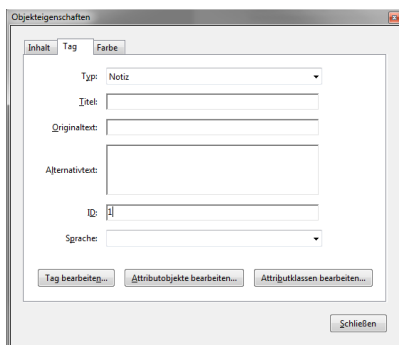 Objekteigenschaften
Inhalt Tag Farbe
Typ: Notiz
Titel:
Originaltext:
Alternativtext:
ID: 1
Sprache:
Tag bearbeiten... Attributobjekte bearbeiten... Attributklassen bearbeiten...
Schließen